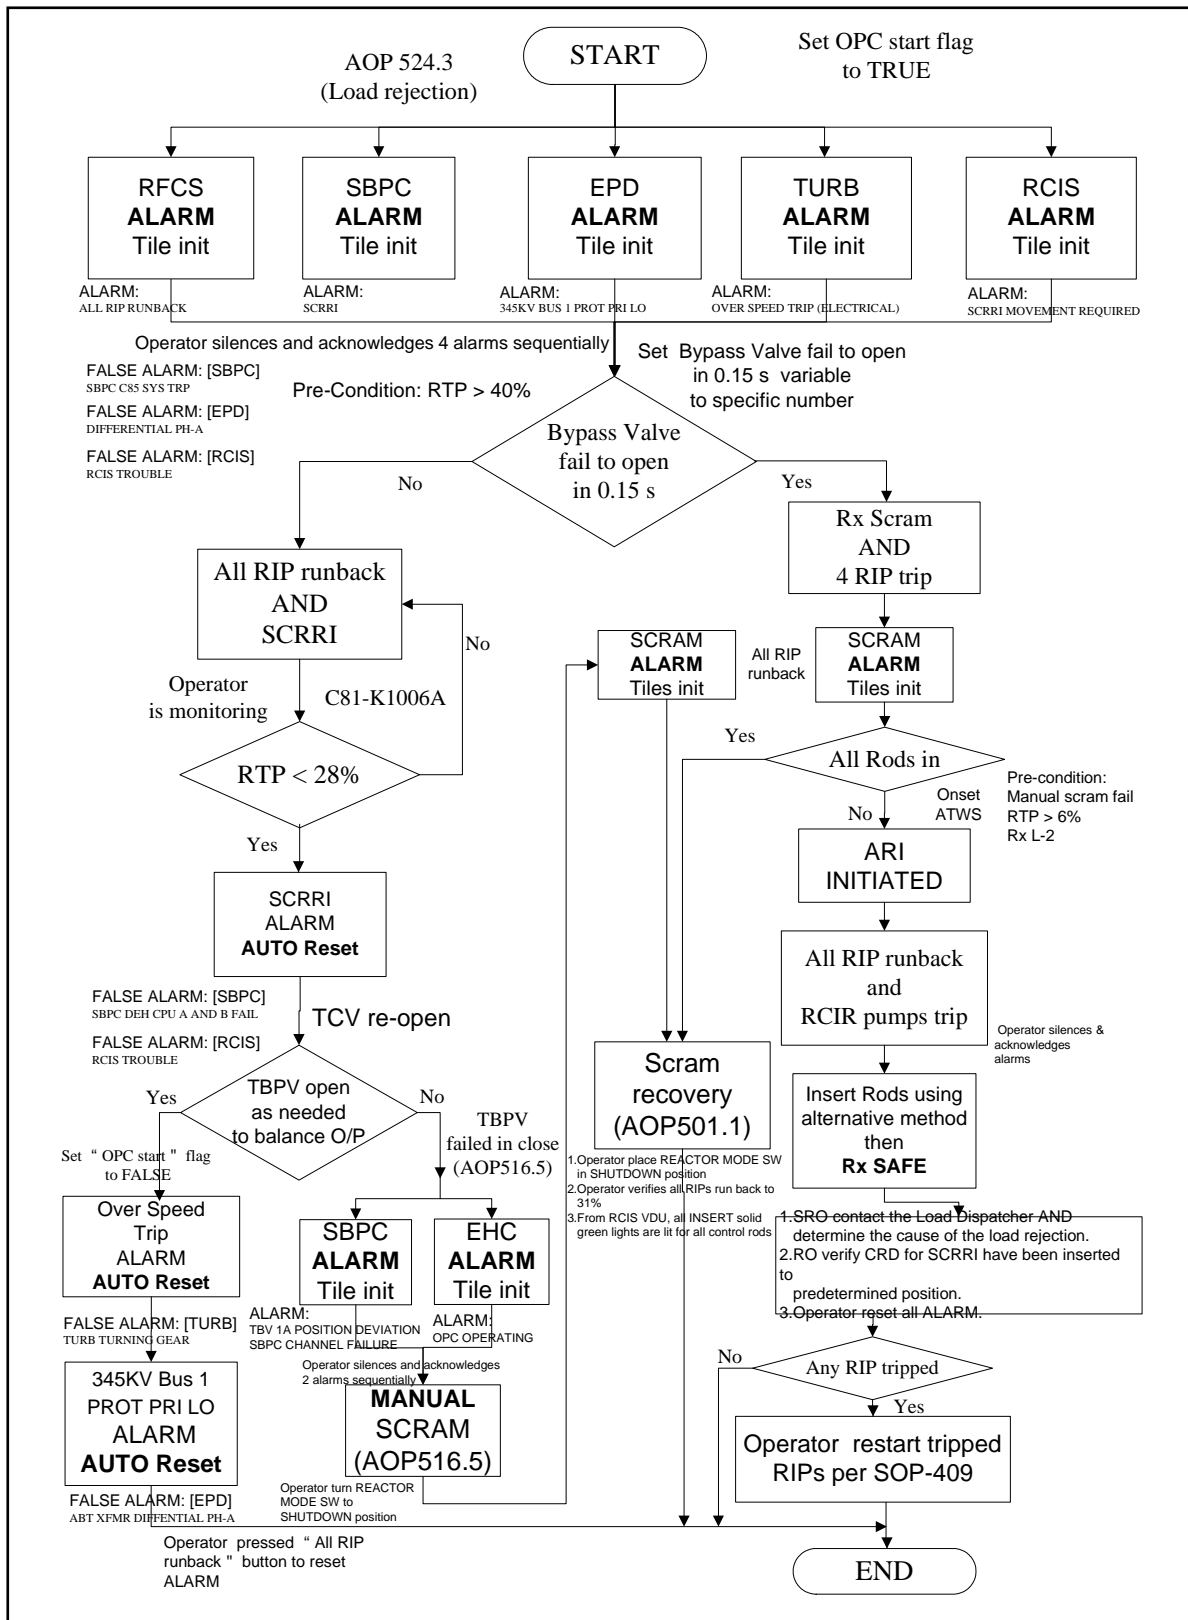 START
Set OPC start flag
to TRUE
AOP 524.3
(Load rejection)
RFCS
ALARM
Tile init
SBPC
ALARM
Tile init
EPD
ALARM
Tile init
TURB
ALARM
Tile init
RCIS
ALARM
Tile init
ALARM:
ALL RIP RUNBACK
ALARM:
SCRRI
ALARM:
345KV BUS 1 PROT PRI LO
ALARM:
OVER SPEED TRIP (ELECTRICAL)
ALARM:
SCRRI MOVEMENT REQUIRED
Operator silences and acknowledges 4 alarms sequentially
FALSE ALARM: [SBPC]
SBPC C85 SYS TRP
FALSE ALARM: [EPD]
DIFFERENTIAL PH-A
FALSE ALARM: [RCIS]
RCIS TROUBLE
Pre-Condition: RTP > 40%
Set Bypass Valve fail to open
in 0.15 s variable
to specific number
Bypass Valve
fail to open
in 0.15 s
No
Yes
All RIP runback
AND
SCRRI
No
Operator
is monitoring
C81-K1006A
RTP < 28%
Yes
SCRRI
ALARM
AUTO Reset
FALSE ALARM: [SBPC]
SBPC DEH CPU A AND B FAIL
FALSE ALARM: [RCIS]
RCIS TROUBLE
TCV re-open
TBPV open
as needed
to balance O/P
Yes
No
Set " OPC start " flag
to FALSE
TBPV
failed in close
(AOP516.5)
Over Speed
Trip
ALARM
AUTO Reset
FALSE ALARM: [TURB]
TURB TURNING GEAR
345KV Bus 1
PROT PRI LO
ALARM
AUTO Reset
FALSE ALARM: [EPD]
ABT XFMR DIFFENTIAL PH-A
Operator pressed " All RIP
runback " button to reset
ALARM
SBPC
ALARM
Tile init
EHC
ALARM
Tile init
ALARM:
TBV 1A POSITION DEVIATION
SBPC CHANNEL FAILURE
ALARM:
OPC OPERATING
Operator silences and acknowledges
2 alarms sequentially
MANUAL
SCRAM
(AOP516.5)
Operator turn REACTOR
MODE SW to
SHUTDOWN position
Rx Scram
AND
4 RIP trip
SCRAM
ALARM
Tiles init
All RIP
runback
SCRAM
ALARM
Tiles init
Yes
All Rods in
No
Onset
ATWS
Pre-condition:
Manual scram fail
RTP > 6%
Rx L-2
ARI
INITIATED
All RIP runback
and
RCIR pumps trip
Operator silences &
acknowledges
alarms
Scram
recovery
(AOP501.1)
1.Operator place REACTOR MODE SW
in SHUTDOWN position
2.Operator verifies all RIPs run back to
31%
3.From RCIS VDU, all INSERT solid
green lights are lit for all control rods
Insert Rods using
alternative method
then
Rx SAFE
1.SRO contact the Load Dispatcher AND
determine the cause of the load rejection.
2.RO verify CRD for SCRRI have been inserted
to
predetermined position.
3.Operator reset all ALARM.
No
Any RIP tripped
Yes
Operator restart tripped
RIPs per SOP-409
END